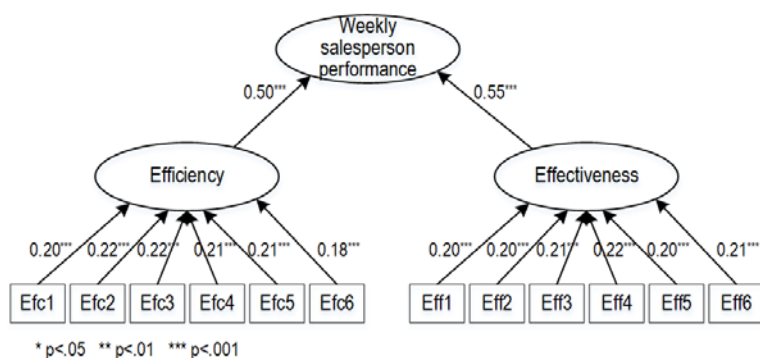 Weekly
salesperson
performance
0.50*** 0.55***
Efficiency Effectiveness
0.20*** 0.22*** 0.22*** 0.21*** 0.21*** 0.18*** 0.20*** 0.20*** 0.21*** 0.22*** 0.20*** 0.21***
Efc1 Efc2 Efc3 Efc4 Efc5 Efc6 Eff1 Eff2 Eff3 Eff4 Eff5 Eff6
* p<.05 ** p<.01 *** p<.001